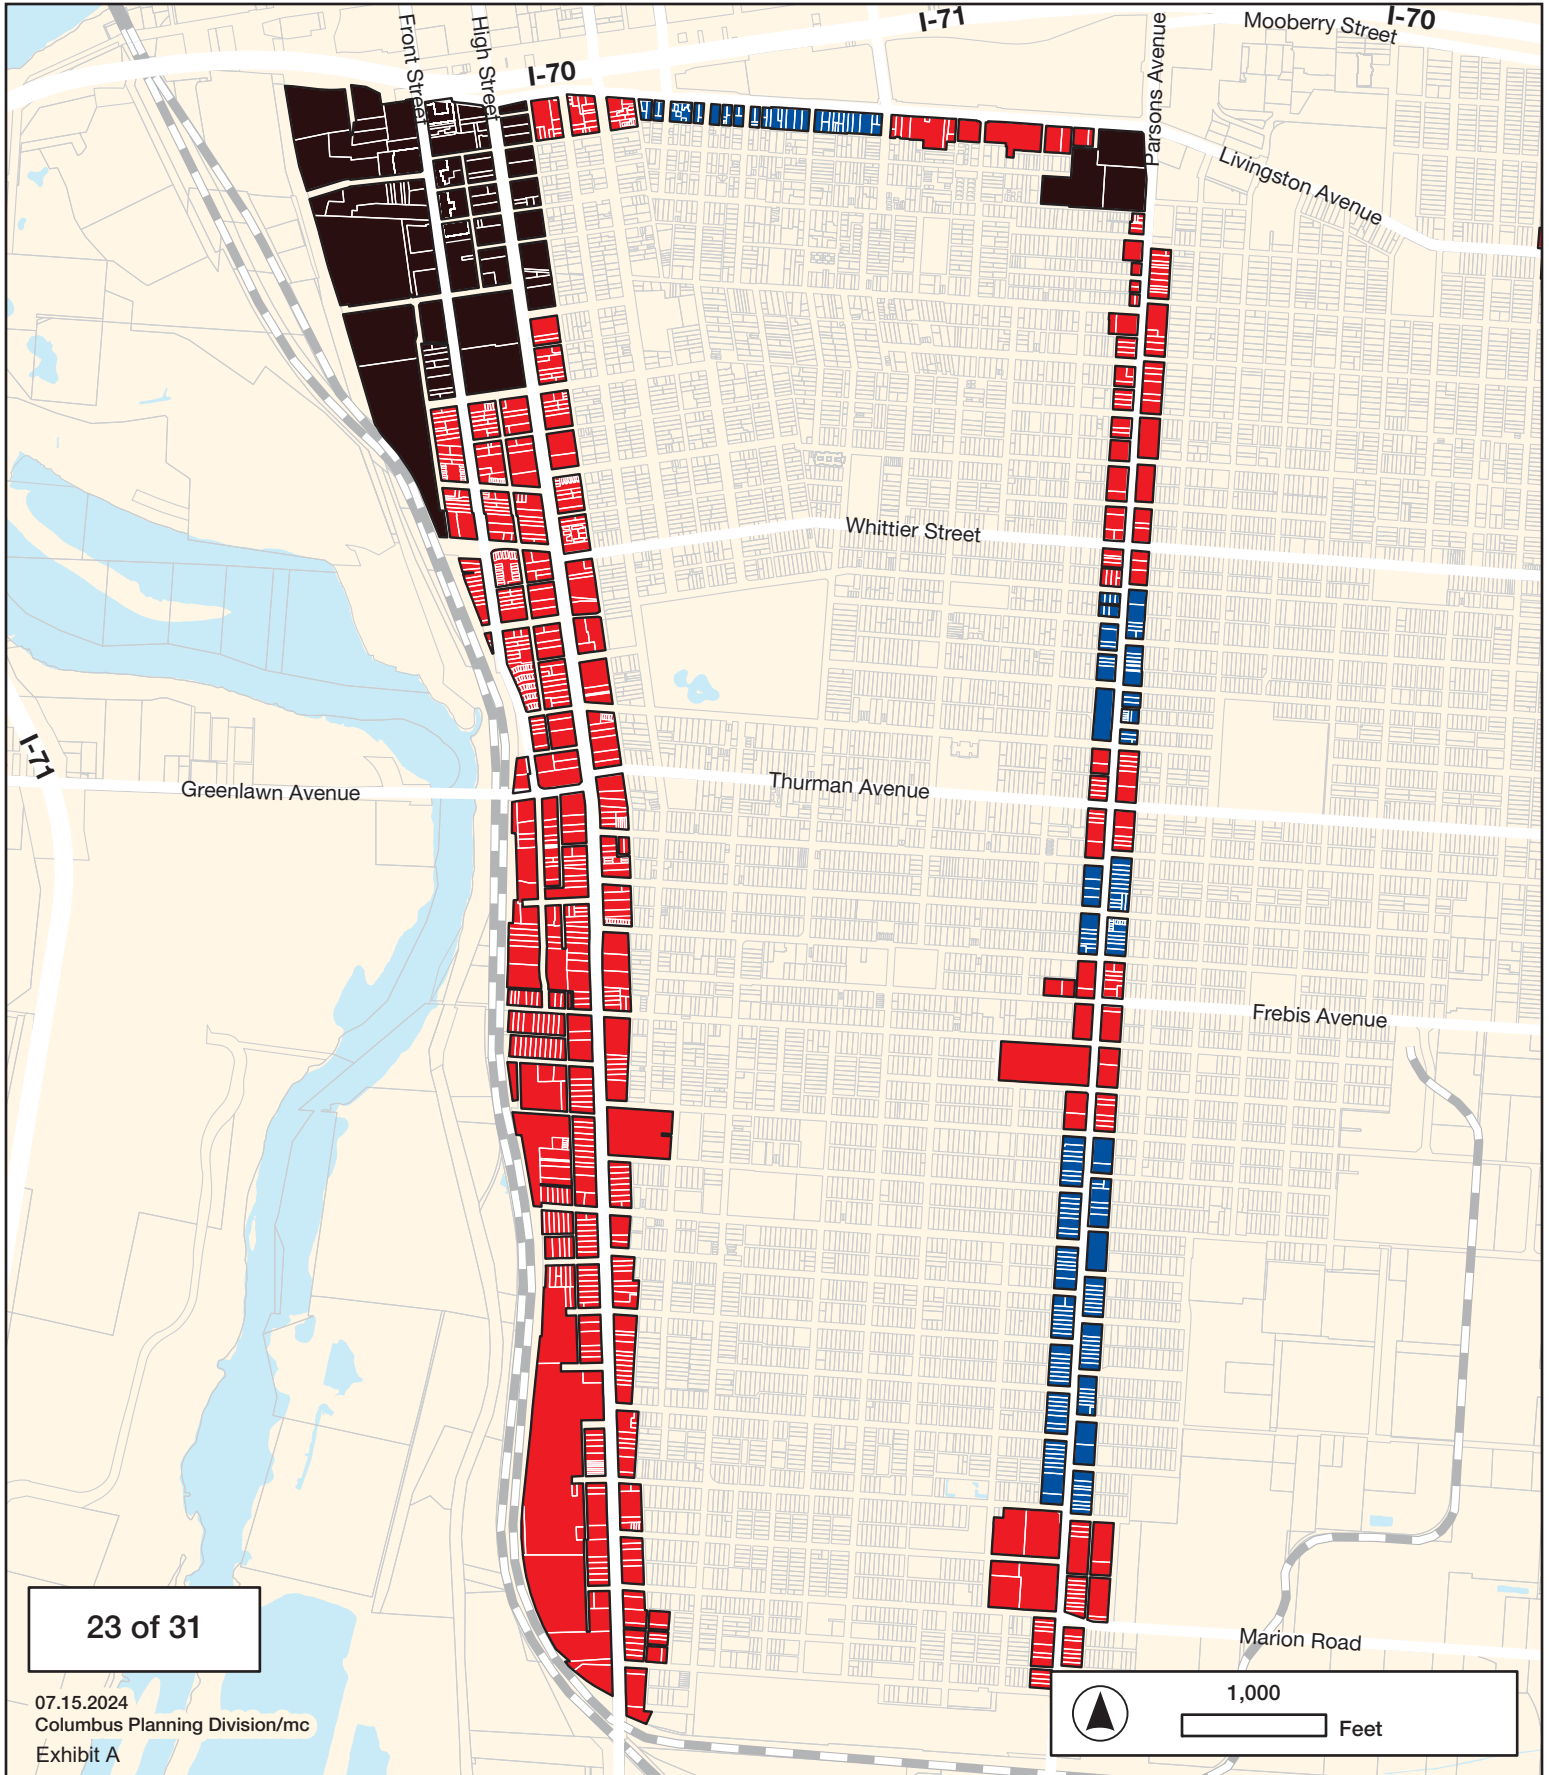 I-71
I-70
Mooberry Street
Front Street
High Street
Parsons Avenue
I-70
Livingston Avenue
Whittier Street
I-71
Greenlawn Avenue
Thurman Avenue
Frebis Avenue
23 of 31
Marion Road
07.15.2024
Columbus Planning Division/mc
Exhibit A
1,000
Feet